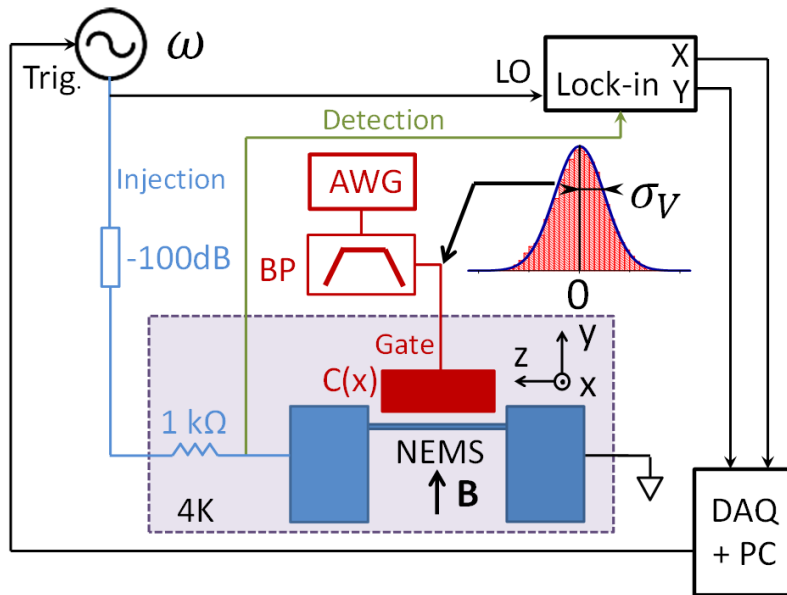 ω
Trig.
LO
X
Lock-in
Y
Detection
Injection
AWG
σ_V
-100dB
BP
0
Gate
y
z
C(x)
x
1 kΩ
NEMS
B
4K
DAQ
+ PC